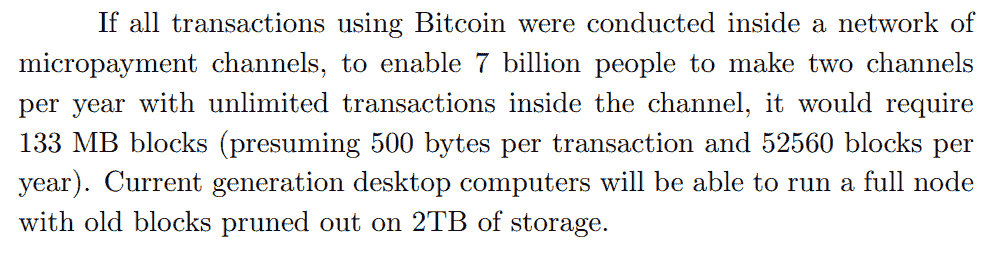 If all transactions using Bitcoin were conducted inside a network of
micropayment channels, to enable 7 billion people to make two channels
per year with unlimited transactions inside the channel, it would require
133 MB blocks (presuming 500 bytes per transaction and 52560 blocks per
year). Current generation desktop computers will be able to run a full node
with old blocks pruned out on 2TB of storage.